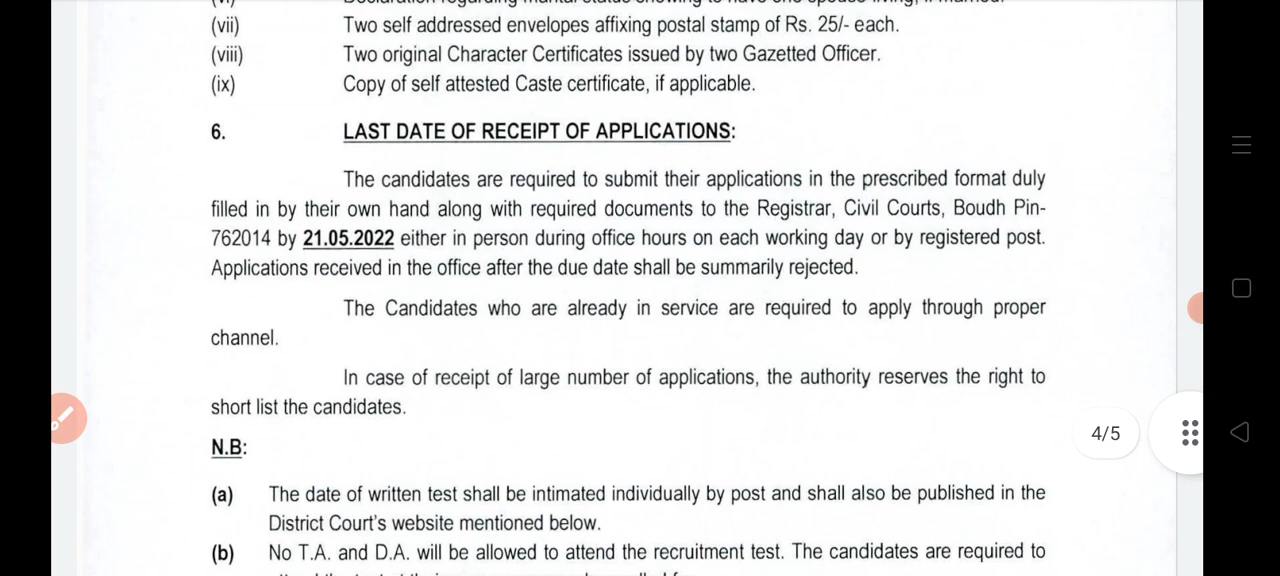 (vii) Two self addressed envelopes affixing postal stamp of Rs. 25/- each.
(viii) Two original Character Certificates issued by two Gazetted Officer.
(ix) Copy of self attested Caste certificate, if applicable.
6. LAST DATE OF RECEIPT OF APPLICATIONS:
The candidates are required to submit their applications in the prescribed format duly
filled in by their own hand along with required documents to the Registrar, Civil Courts, Boudh Pin-
762014 by 21.05.2022 either in person during office hours on each working day or by registered post.
Applications received in the office after the due date shall be summarily rejected.
The Candidates who are already in service are required to apply through proper
channel.
In case of receipt of large number of applications, the authority reserves the right to
short list the candidates.
4/5
N.B:
(a) The date of written test shall be intimated individually by post and shall also be published in the
District Court's website mentioned below.
(b) No T.A. and D.A. will be allowed to attend the recruitment test. The candidates are required to